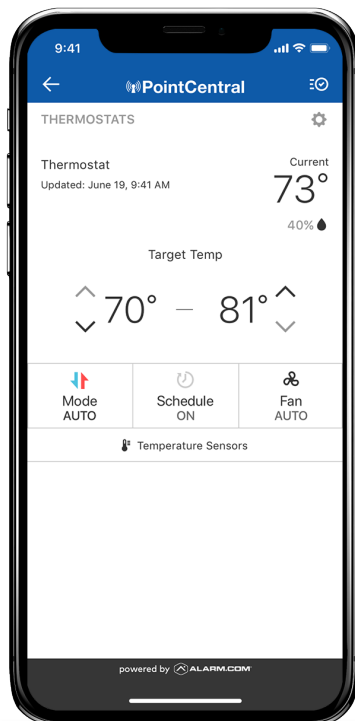 9:41
PointCentral
THERMOSTATS
Thermostat
Updated: June 19, 9:41 AM
Current
73°
40%
Target Temp
70° — 81°
Mode
AUTO
Schedule
ON
Fan
AUTO
Temperature Sensors
powered by ALARM.COM